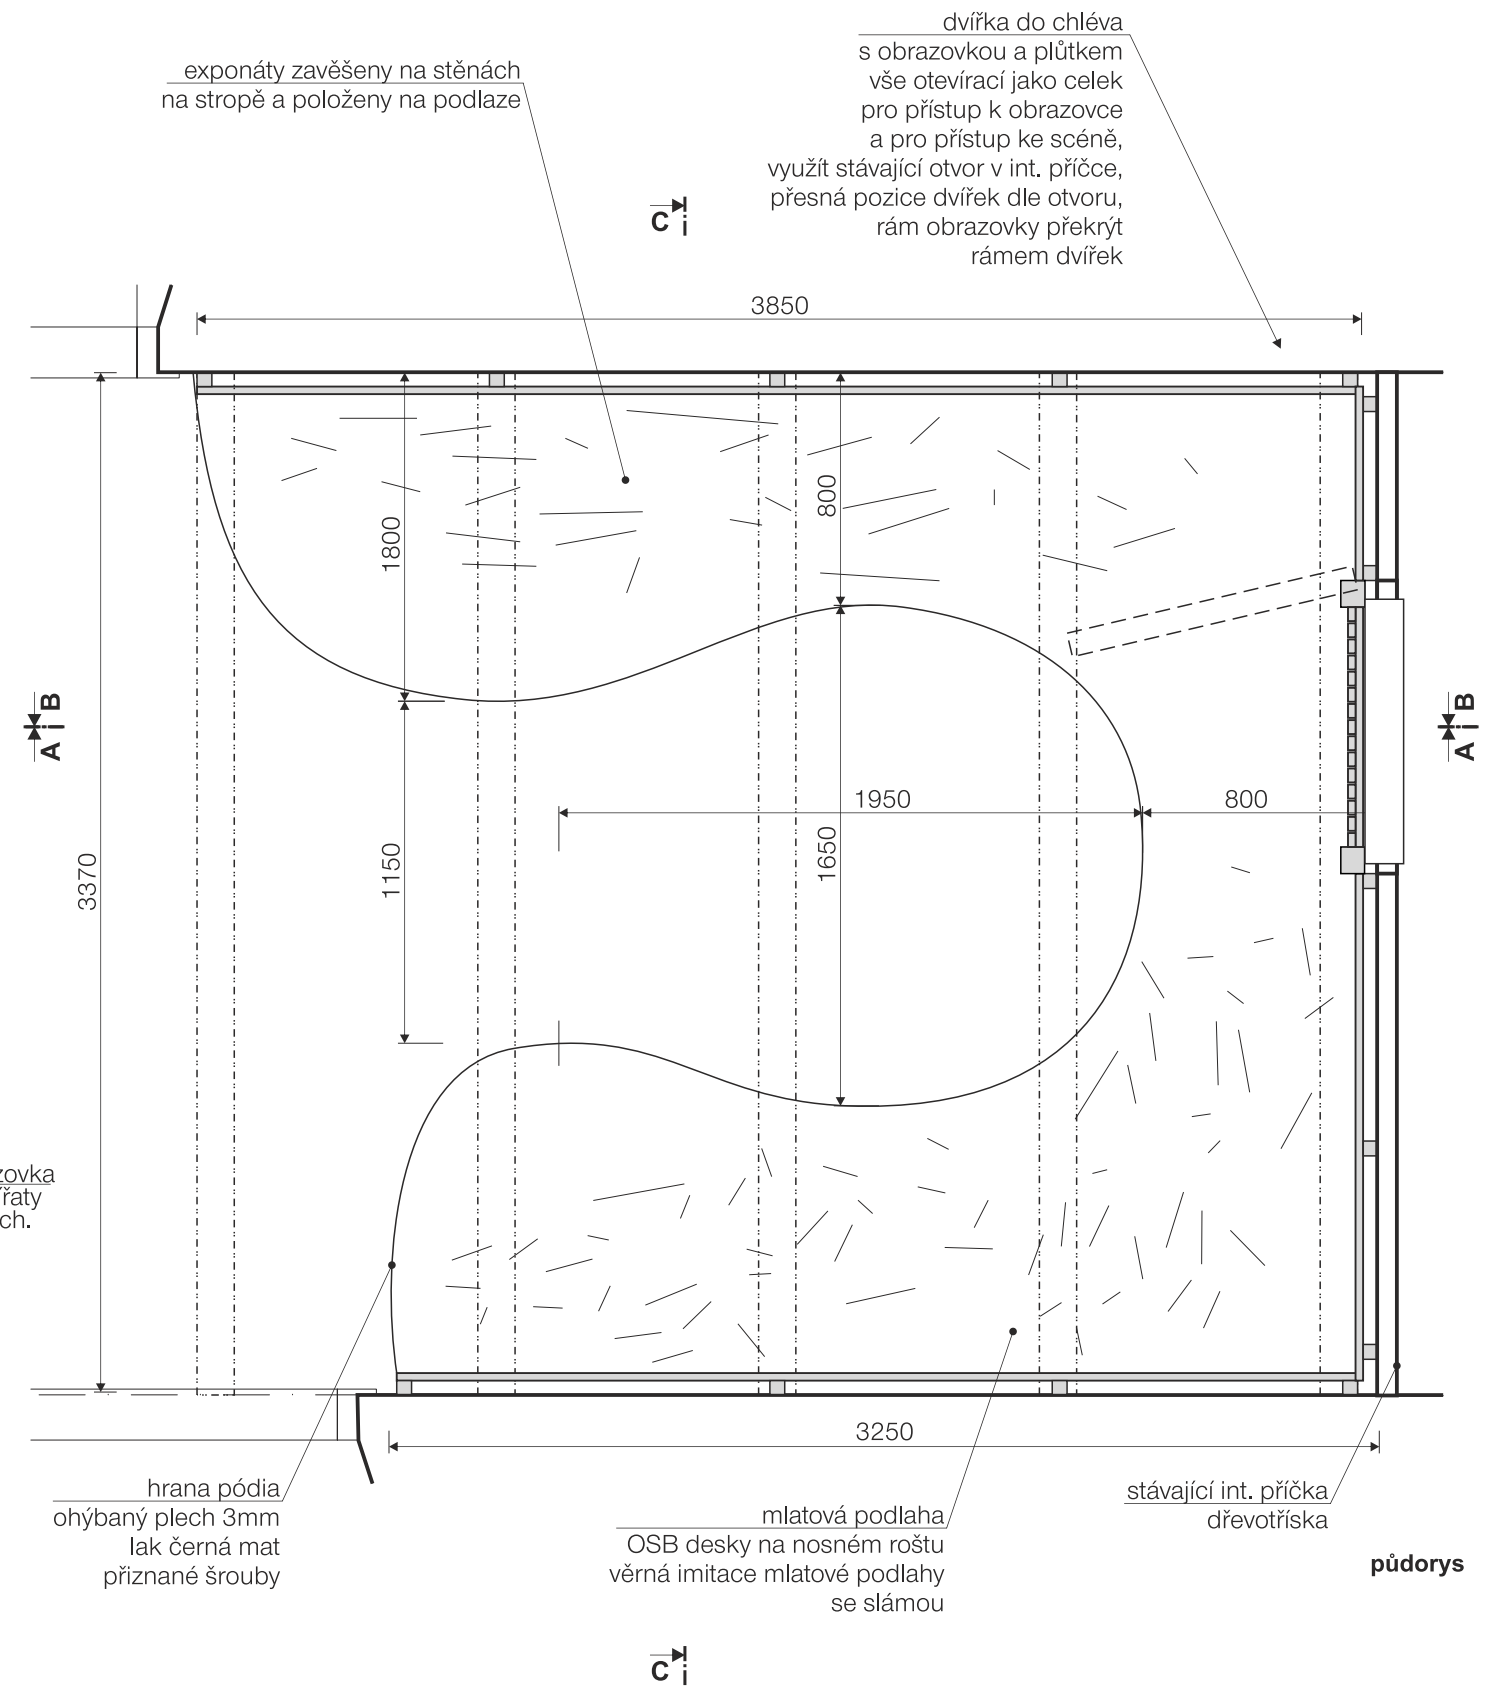 dvířka do chléva
s obrazovkou a plůtkem
vše otevírací jako celek
pro přístup k obrazovce
a pro přístup ke scéně,
využít stávající otvor v int. příčce,
přesná pozice dvířek dle otvoru,
rám obrazovky překrýt
rámem dvířek
exponáty zavěšeny na stěnách
na stropě a položeny na podlaze
C
3850
1800
800
A B
A B
1950
800
3370
1150
1650
zovka
řaty
ch.
3250
hrana pódia
ohýbaný plech 3mm
lak černá mat
přiznané šrouby
mlatová podlaha
OSB desky na nosném roštu
věrná imitace mlatové podlahy
se slámou
stávající int. příčka
dřevotříska
půdorys
C